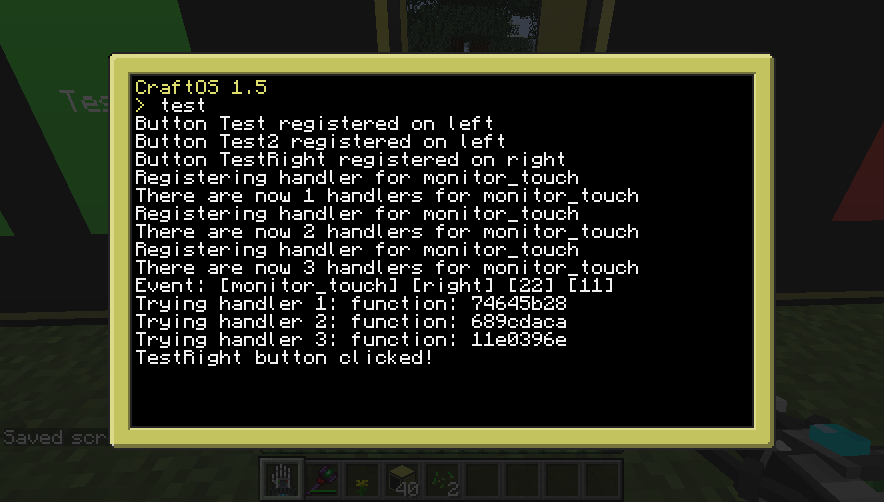 CraftOS 1.5
> test
Button Test registered on left
Button Test2 registered on left
Button TestRight registered on right
Registering handler for monitor_touch
There are now 1 handlers for monitor_touch
Registering handler for monitor_touch
There are now 2 handlers for monitor_touch
Registering handler for monitor_touch
There are now 3 handlers for monitor_touch
Event: [monitor_touch] [right] [22] [11]
Trying handler 1: function: 74645b28
Trying handler 2: function: 689cdaca
Trying handler 3: function: 11e0396e
TestRight button clicked!
Tes
Saved scr
40
2